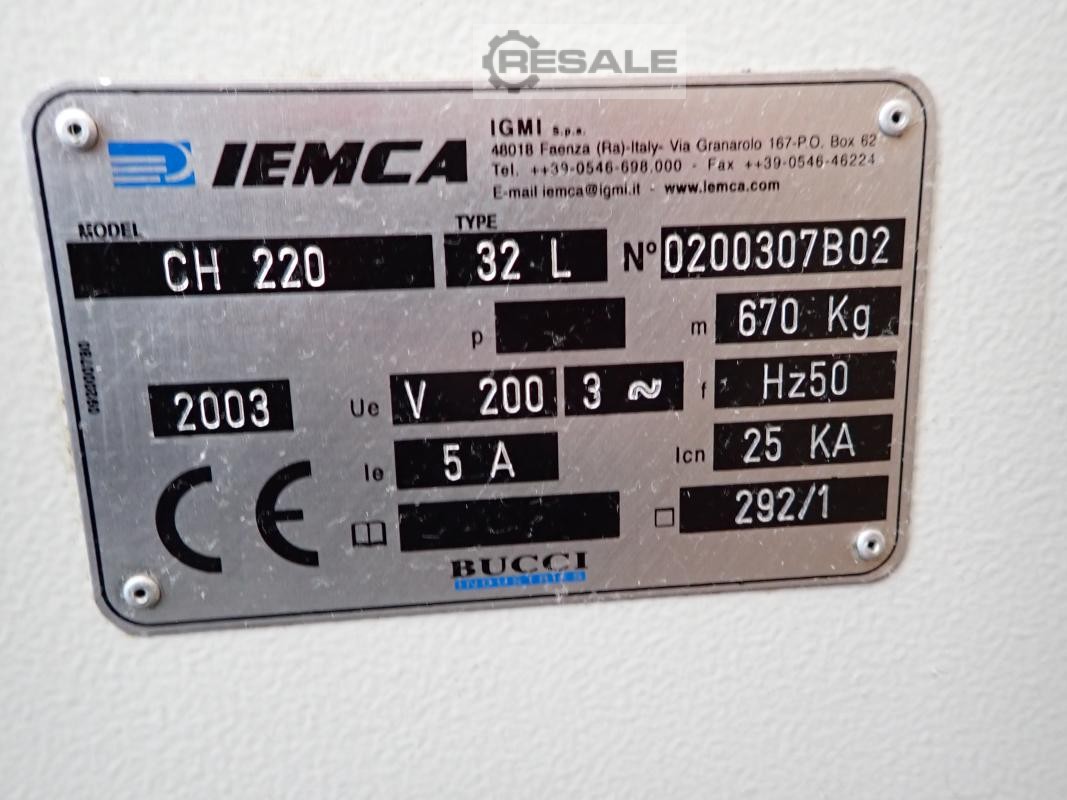 RESALE
IEMCA
IGMI s.p.a.
48018 Faenza (Ra)-Italy- Via Granarolo 167-P.O. Box 62
Tel. ++39-0546-698.000 - Fax ++39-0546-46224
E-mail iemca@igmi.it - www.iemca.com
MODEL CH 220 TYPE 32 L N° 0200307B02
p m 670 Kg
2003 Ue V 200 3 ≈ f Hz50
Ie 5 A Icn 25 KA
CE 292/1
BUCCI
INDUSTRIES